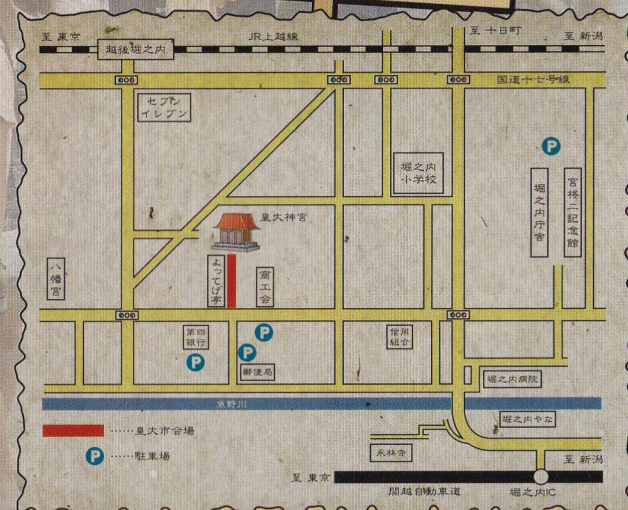 至 東京
JR上越線
至 十日町
至 新潟
越後堀之内
国道十七号線
セブン
イレブン
P
堀之内
小学校
堀之内庁舎
宮柊二記念館
皇大神宮
八幡宮
よってげ亭
商工会
第四
銀行
P
P
P
郵便局
信用
組合
堀之内病院
魚野川
堀之内やな
皇大市会場
P
駐車場
永林寺
至 新潟
至 東京
関越自動車道
堀之内IC